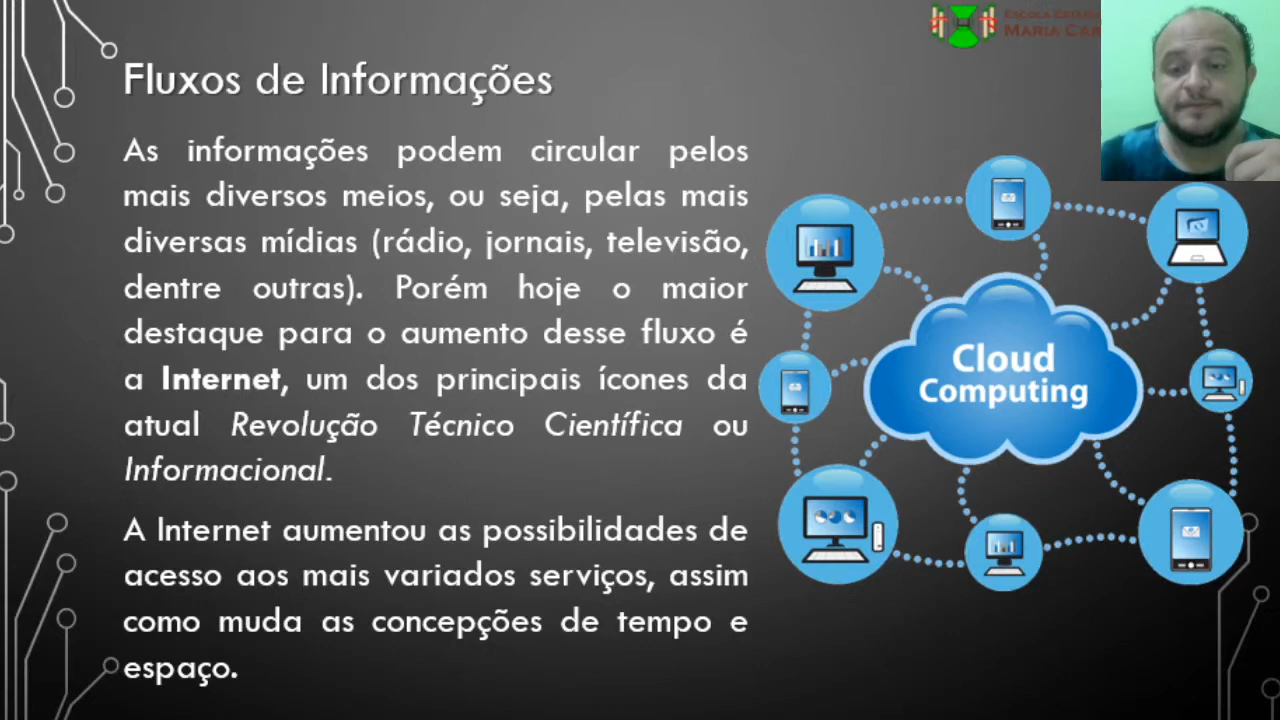 Fluxos de Informações
As informações podem circular pelos
mais diversos meios, ou seja, pelas mais
diversas mídias (rádio, jornais, televisão,
dentre outras). Porém hoje o maior
destaque para o aumento desse fluxo é
a Internet, um dos principais ícones da
atual Revolução Técnico Científica ou
Informacional.
A Internet aumentou as possibilidades de
acesso aos mais variados serviços, assim
como muda as concepções de tempo e
espaço.
Escola
Maria
Cloud
Computing